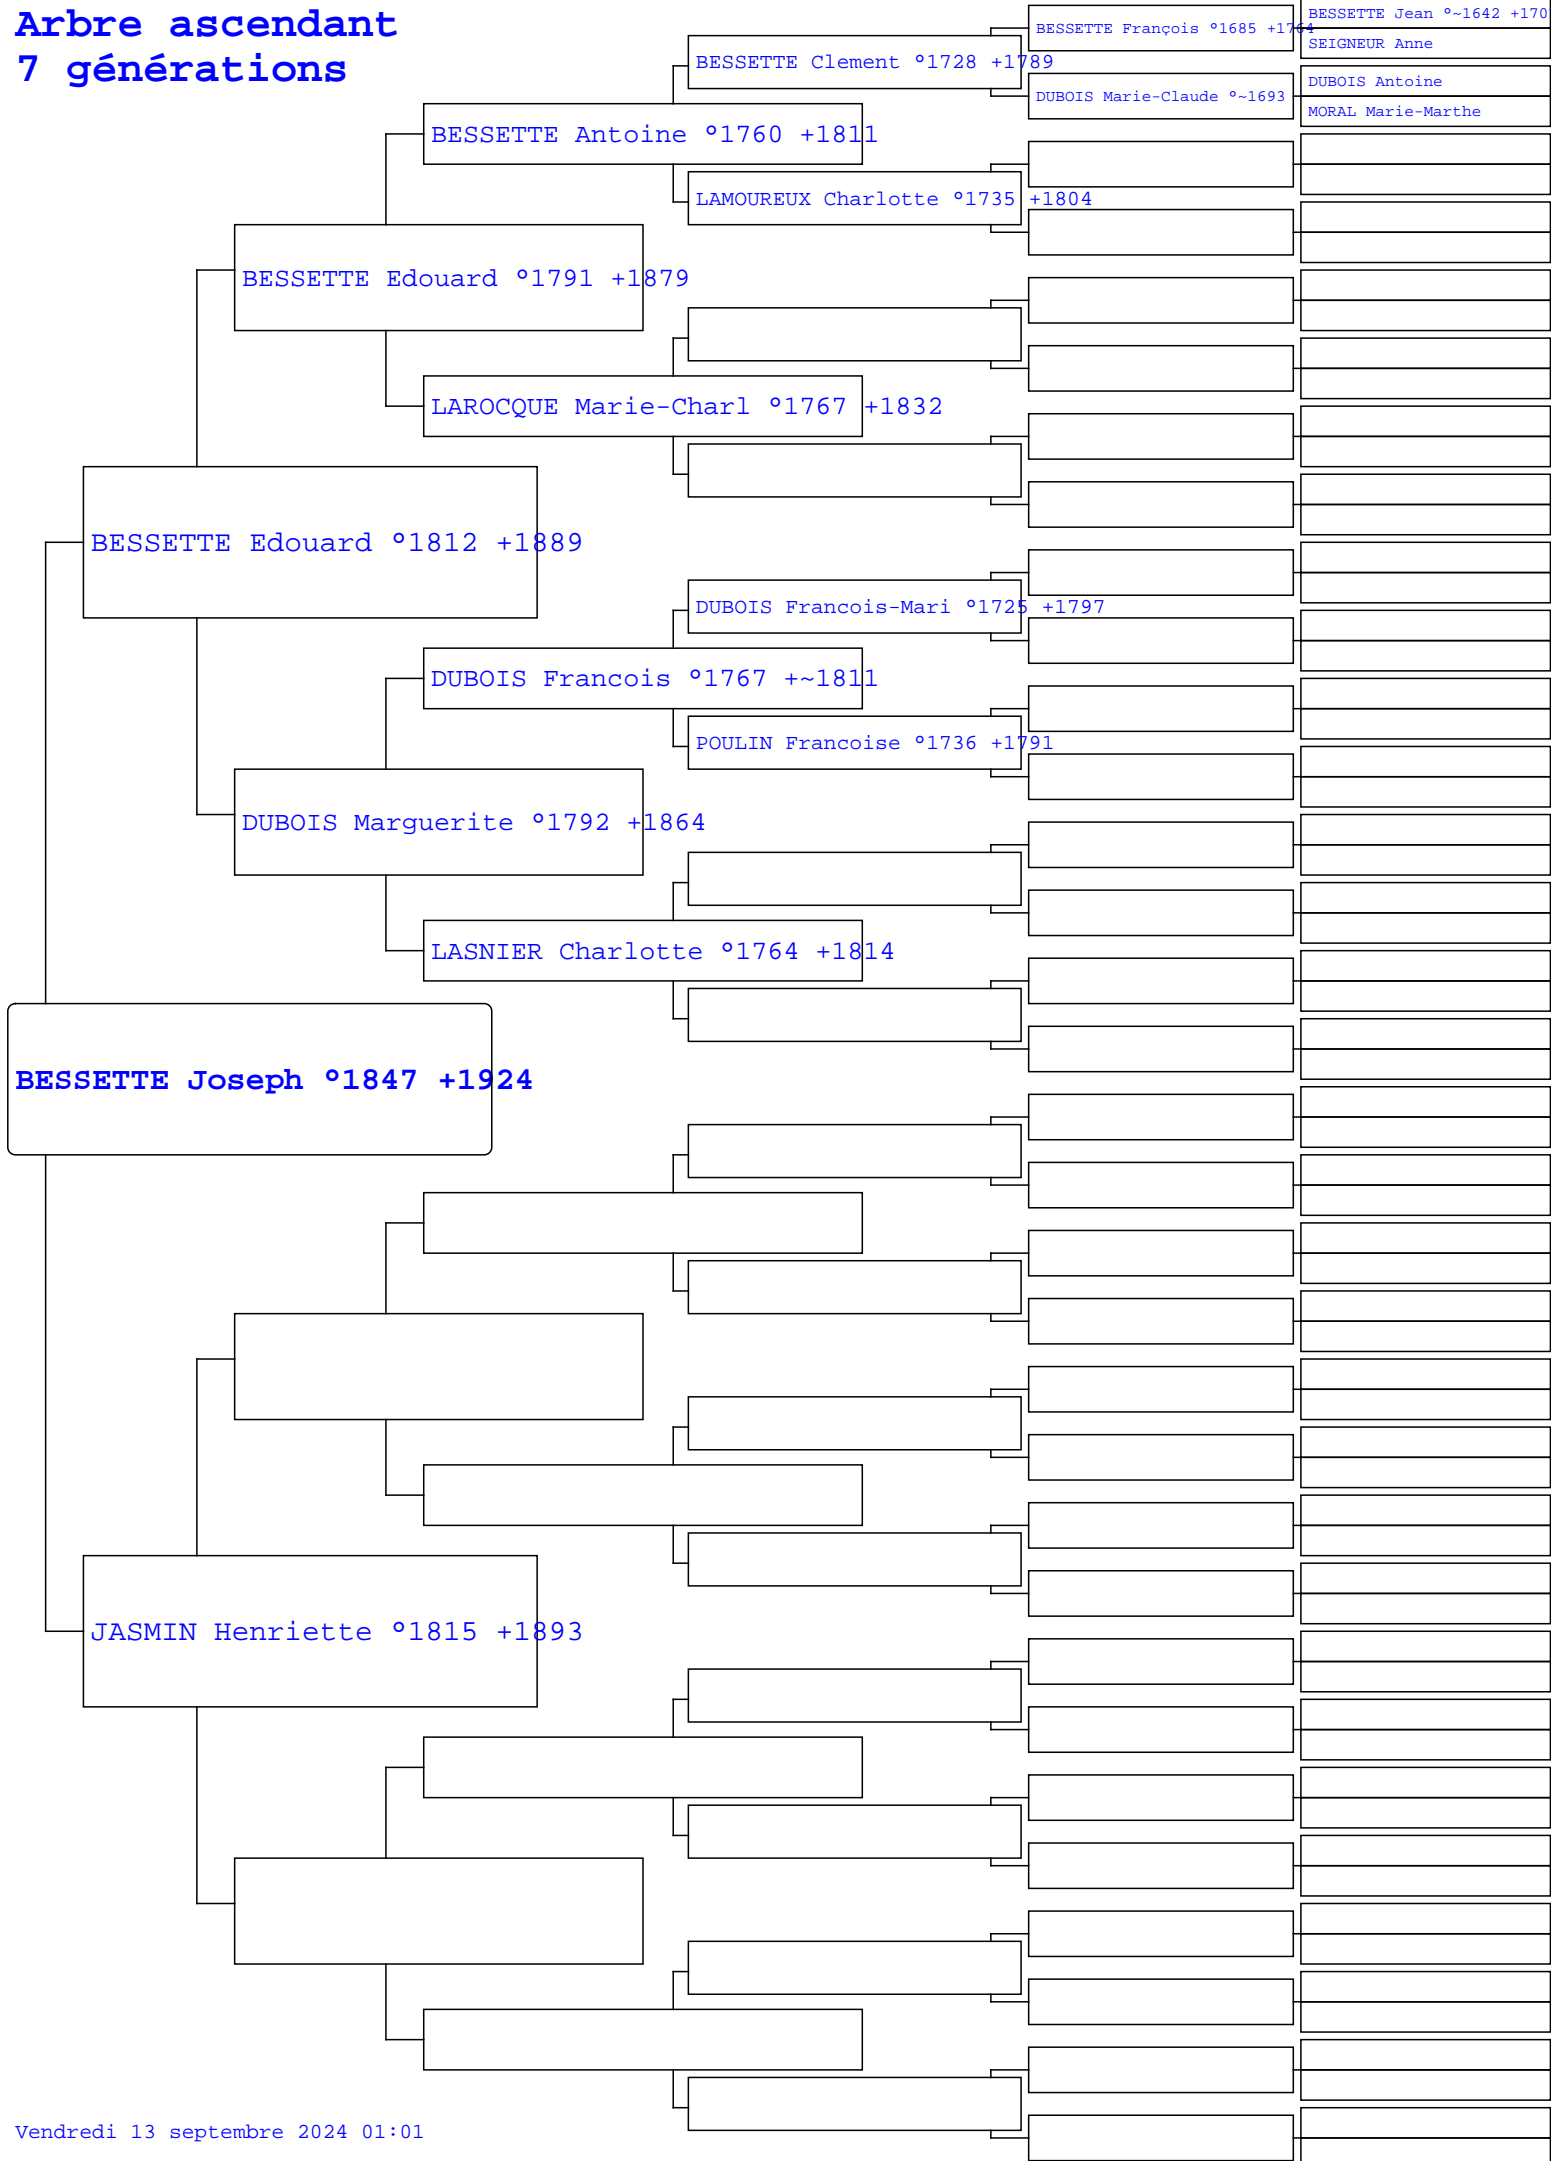 Arbre ascendant
7 générations
BESSETTE Jean °~1642 +170
BESSETTE François °1685 +1764
SEIGNEUR Anne
BESSETTE Clement °1728 +1789
DUBOIS Antoine
DUBOIS Marie-Claude °~1693
MORAL Marie-Marthe
BESSETTE Antoine °1760 +1811
LAMOUREUX Charlotte °1735 +1804
BESSETTE Edouard °1791 +1879
LAROCQUE Marie-Charl °1767 +1832
BESSETTE Edouard °1812 +1889
DUBOIS Francois-Mari °1725 +1797
DUBOIS Francois °1767 +~1811
POULIN Francoise °1736 +1791
DUBOIS Marguerite °1792 +1864
LASNIER Charlotte °1764 +1814
BESSETTE Joseph °1847 +1924
JASMIN Henriette °1815 +1893
Vendredi 13 septembre 2024 01:01